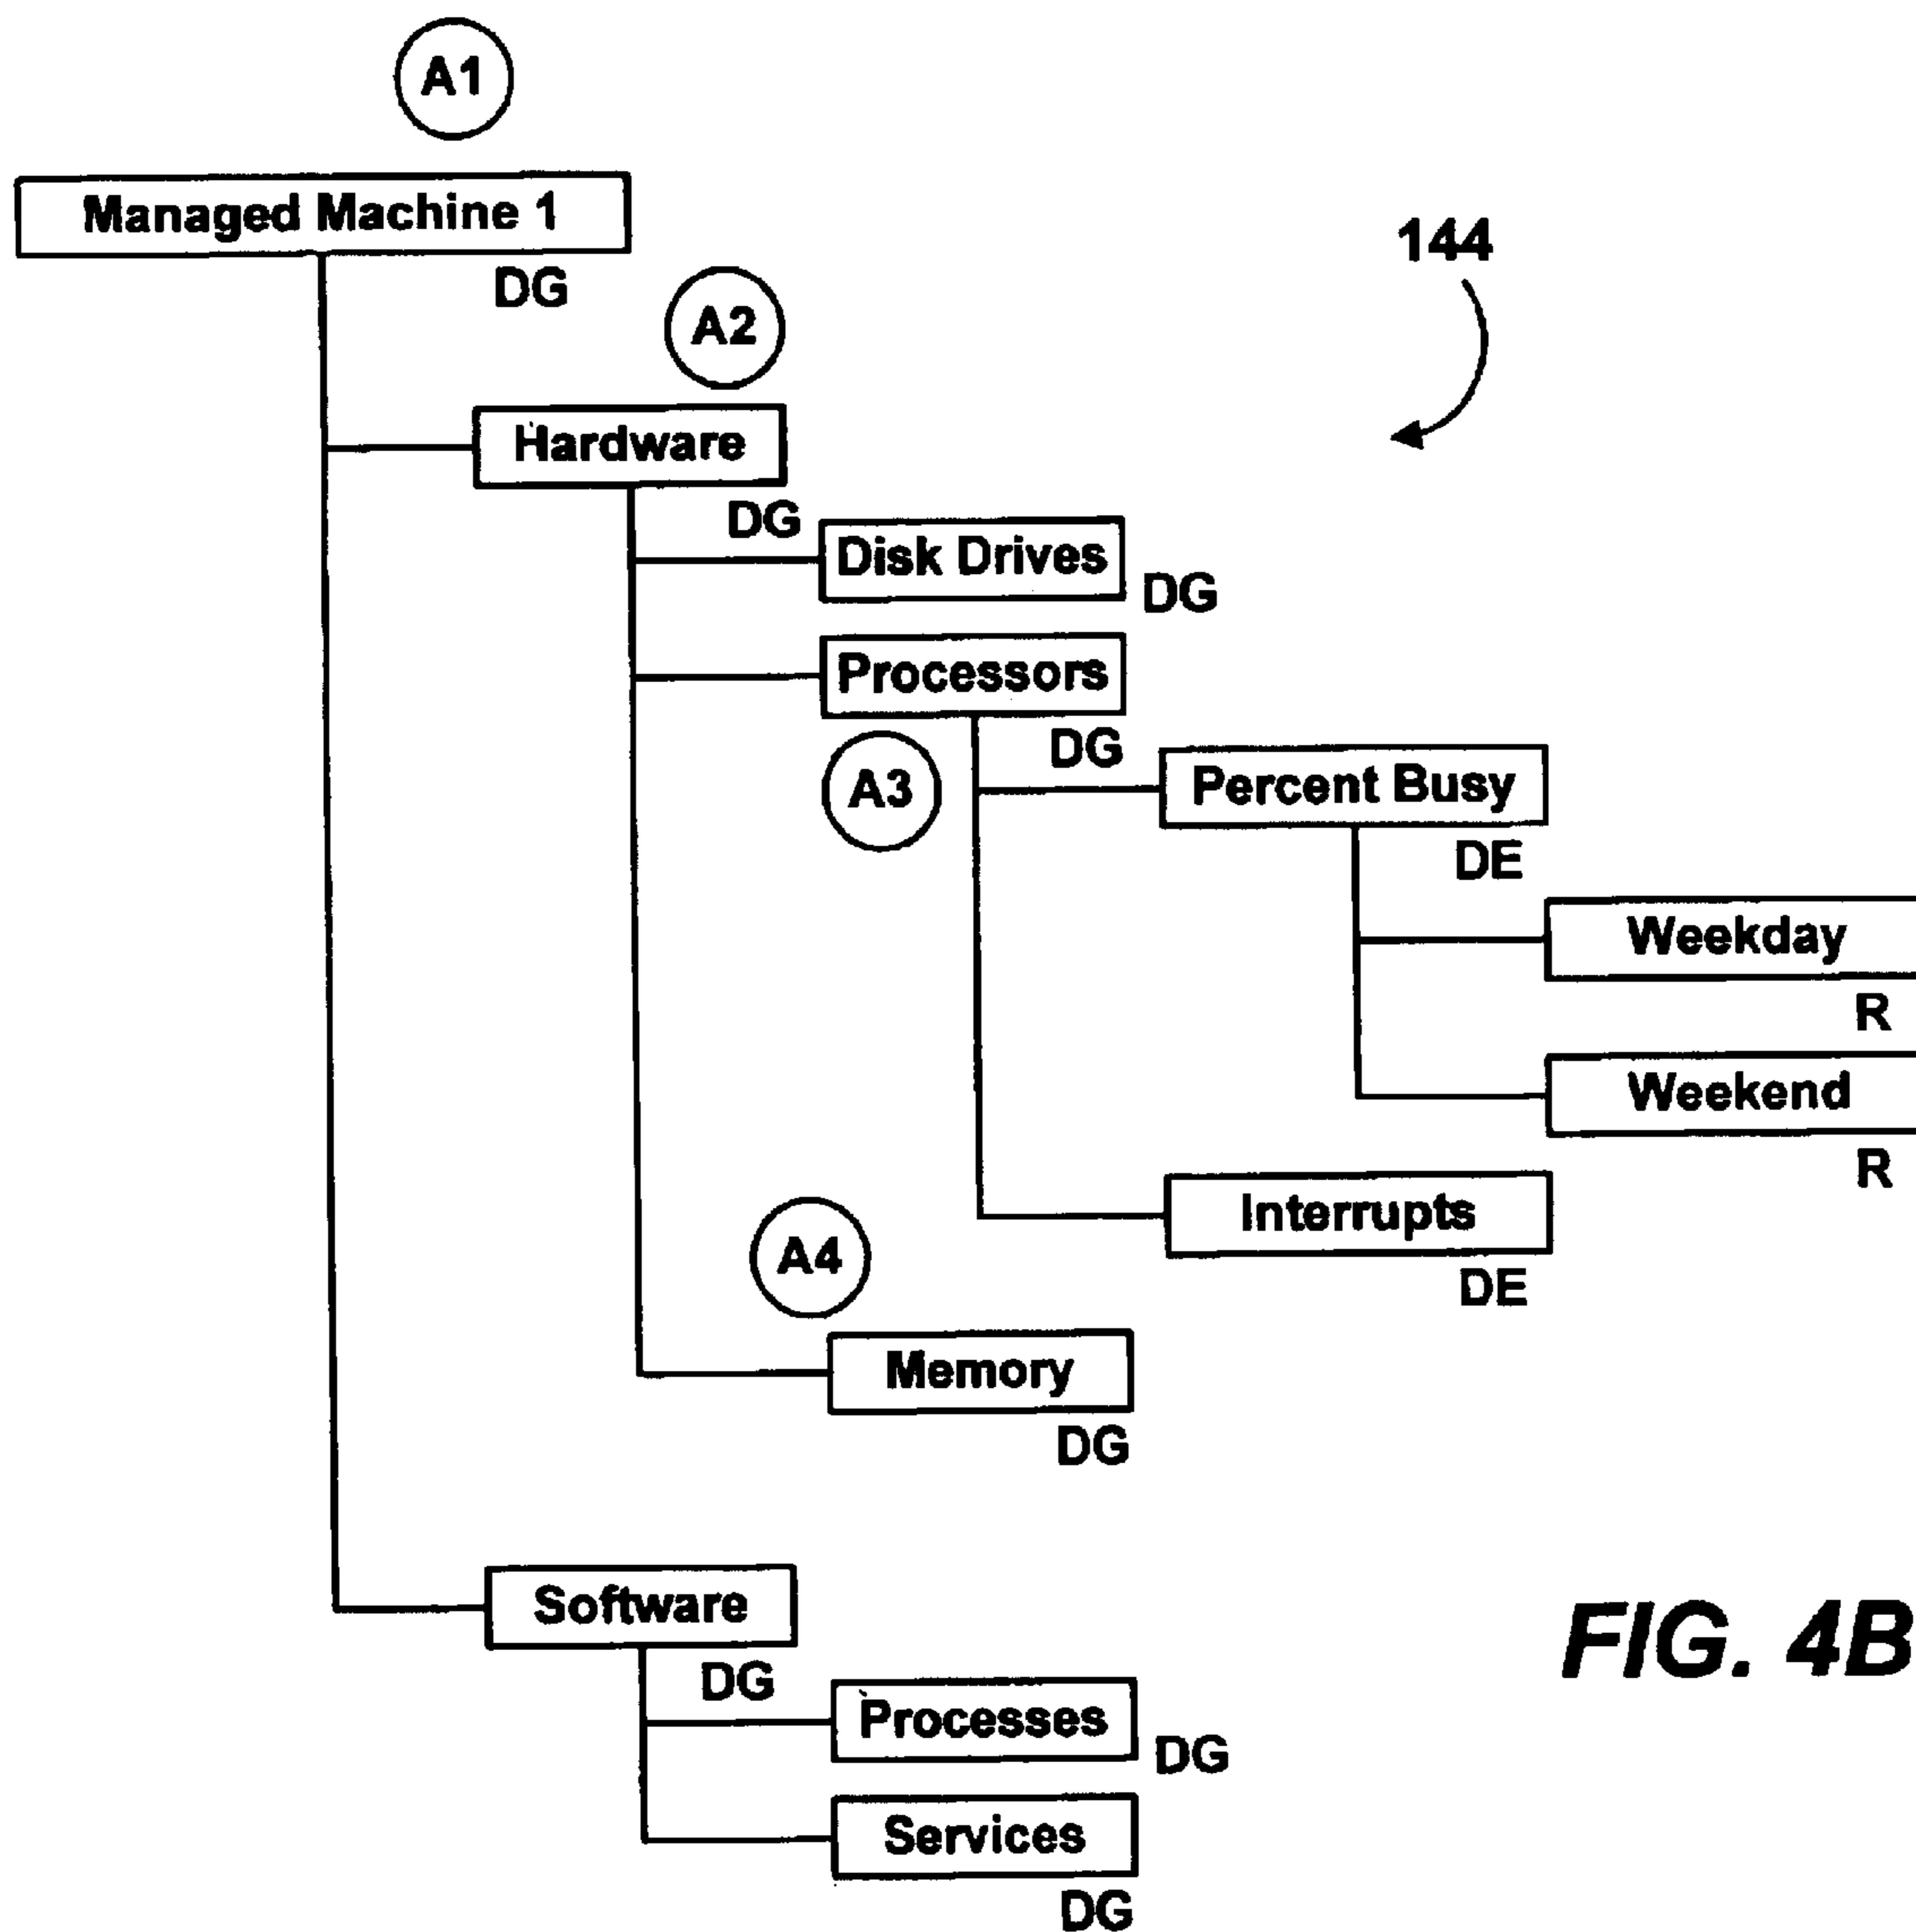 A1
Managed Machine 1
DG
144
A2
Hardware
DG
Disk Drives
DG
Processors
DG
A3
Percent Busy
DE
Weekday
R
Weekend
R
Interrupts
DE
A4
Memory
DG
Software
DG
Processes
DG
Services
DG
FIG. 4B